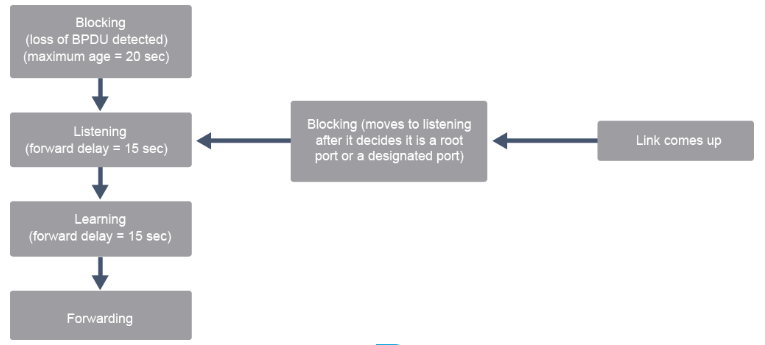 Blocking
(loss of BPDU detected)
(maximum age = 20 sec)
Listening
(forward delay = 15 sec)
Blocking (moves to listening
after it decides it is a root
port or a designated port)
Link comes up
Learning
(forward delay = 15 sec)
Forwarding